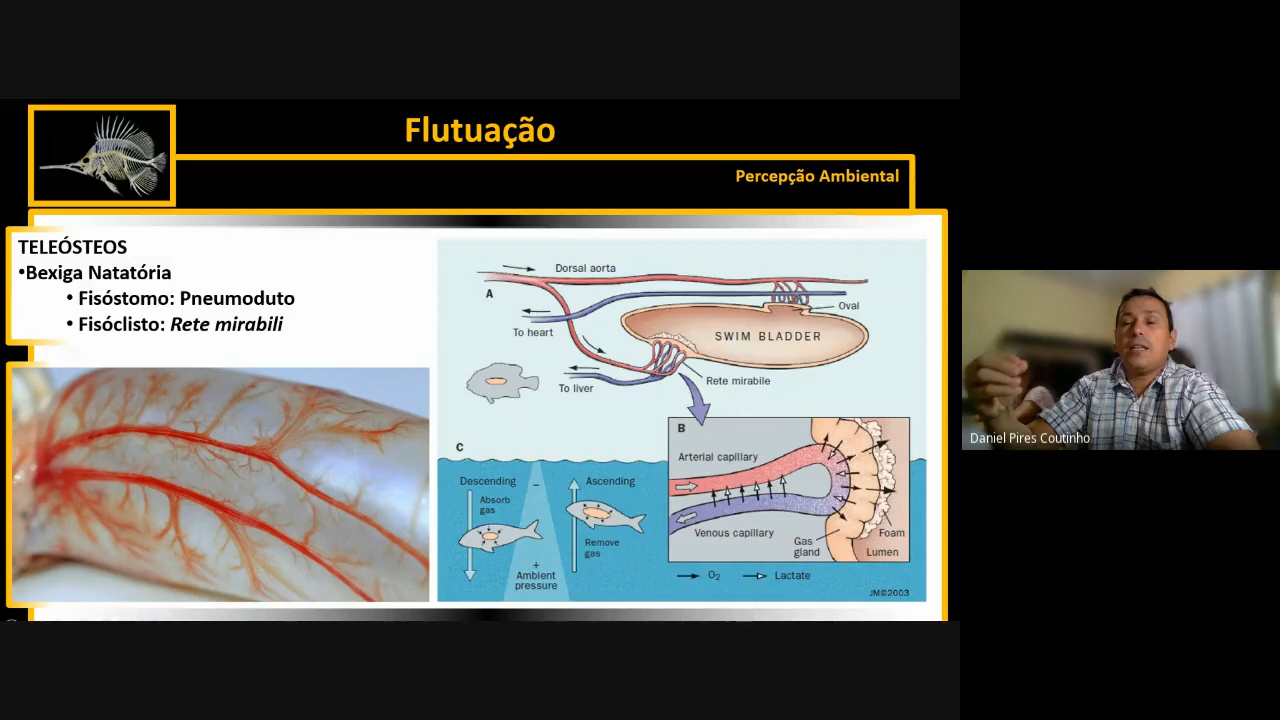 Flutuação
Percepção Ambiental
TELEÓSTEOS
•Bexiga Natatória
• Fisóstomo: Pneumoduto
• Fisóclisto: Rete mirabili
Dorsal aorta
A
Oval
To heart
SWIM BLADDER
To liver
Rete mirabile
B
C
Arterial capillary
Descending
–
Ascending
Absorb
gas
Venous capillary
Remove
gas
Gas
gland
Foam
Lumen
+
Ambient
pressure
O2
Lactate
JM©2003
Daniel Pires Coutinho